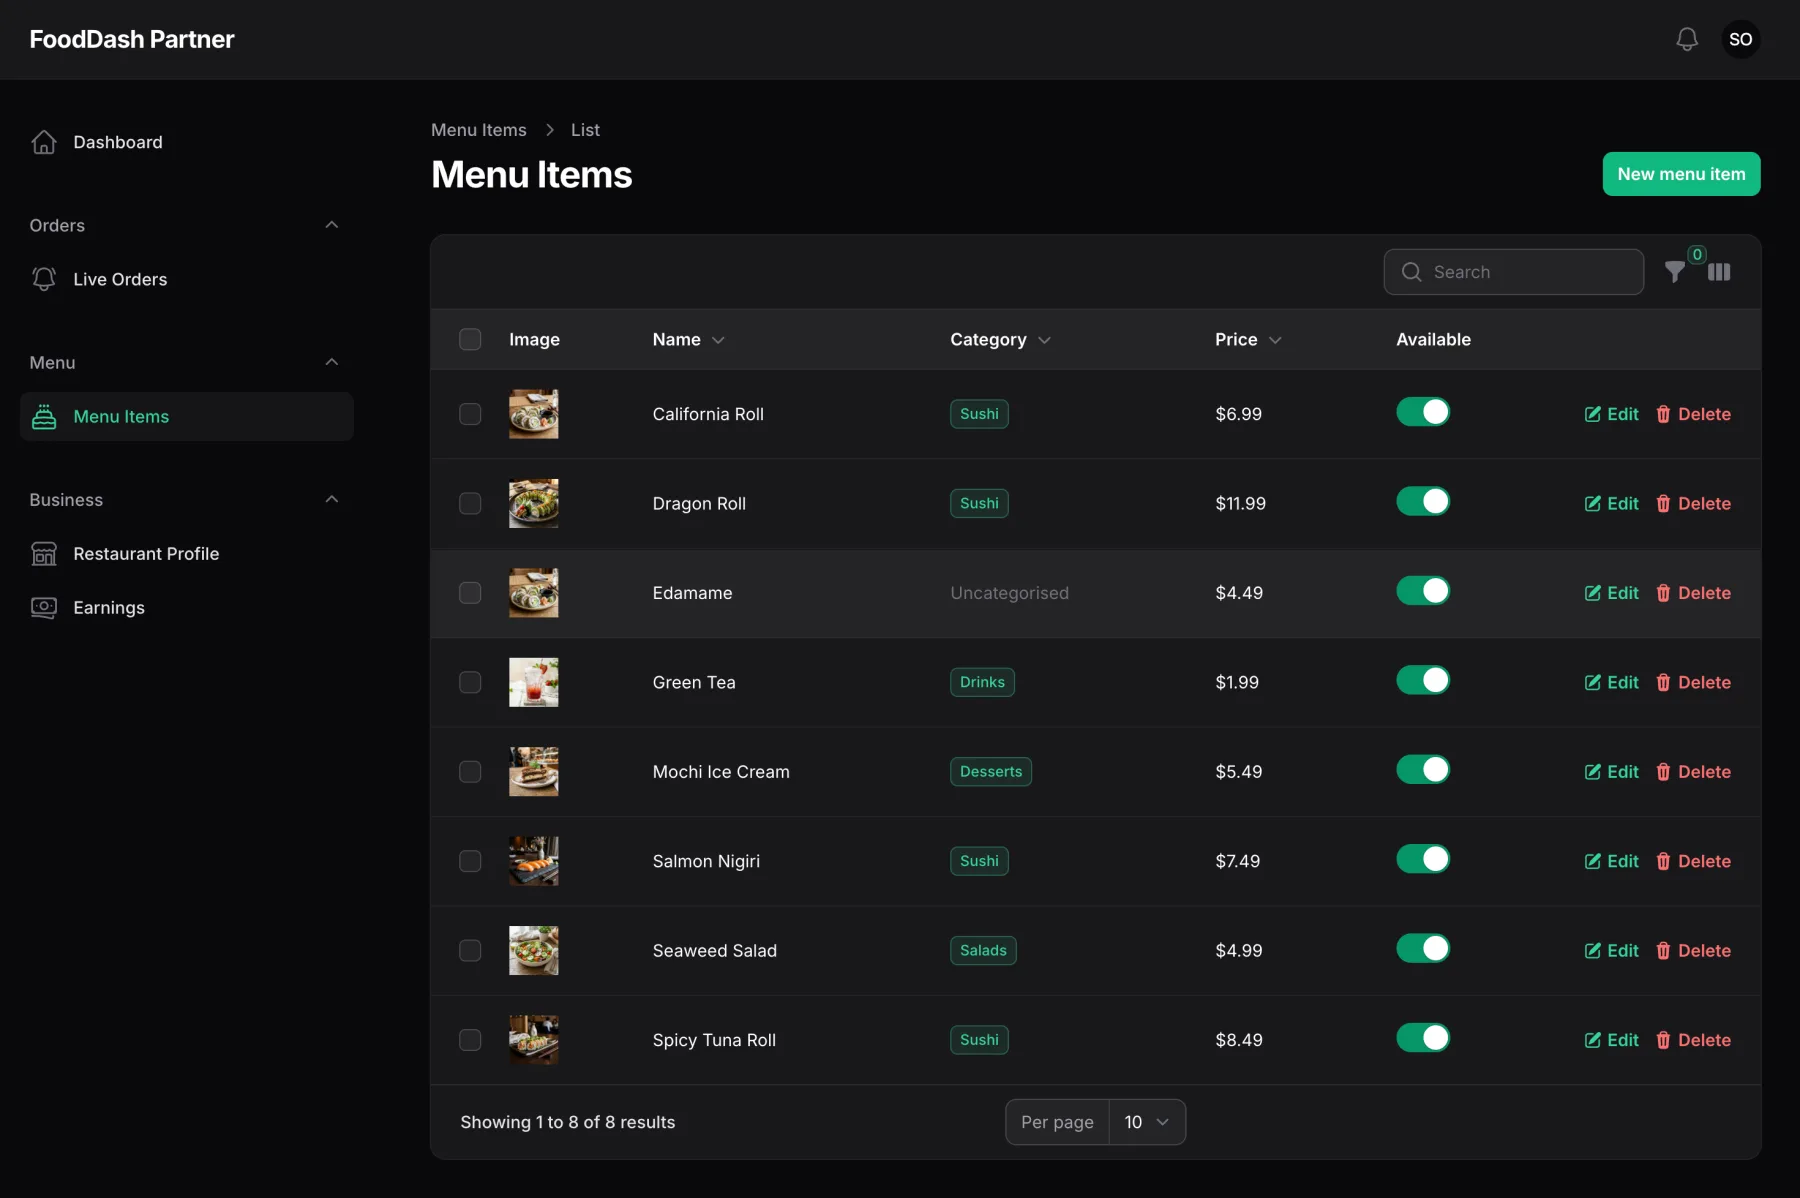 FoodDash Partner
SO
Dashboard
Orders
Live Orders
Menu
Menu Items
Business
Restaurant Profile
Earnings
Menu Items > List
Menu Items
New menu item
Search
0
Image Name Category Price Available
California Roll Sushi $6.99 Edit Delete
Dragon Roll Sushi $11.99 Edit Delete
Edamame Uncategorised $4.49 Edit Delete
Green Tea Drinks $1.99 Edit Delete
Mochi Ice Cream Desserts $5.49 Edit Delete
Salmon Nigiri Sushi $7.49 Edit Delete
Seaweed Salad Salads $4.99 Edit Delete
Spicy Tuna Roll Sushi $8.49 Edit Delete
Showing 1 to 8 of 8 results
Per page 10